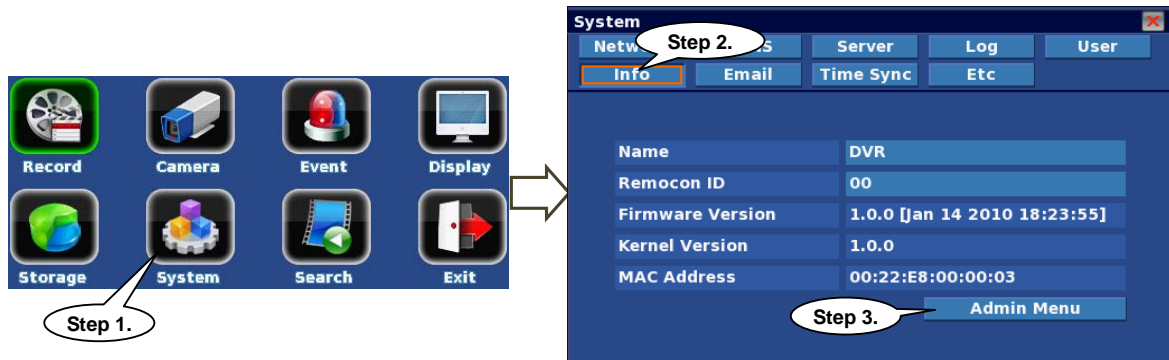 Record Camera Event Display
Storage System Search Exit
Step 1.
System
Step 2.
Server Log User
Info Email Time Sync Etc
Name DVR
Remocon ID 00
Firmware Version 1.0.0 [Jan 14 2010 18:23:55]
Kernel Version 1.0.0
MAC Address 00:22:E8:00:00:03
Step 3.
Admin Menu